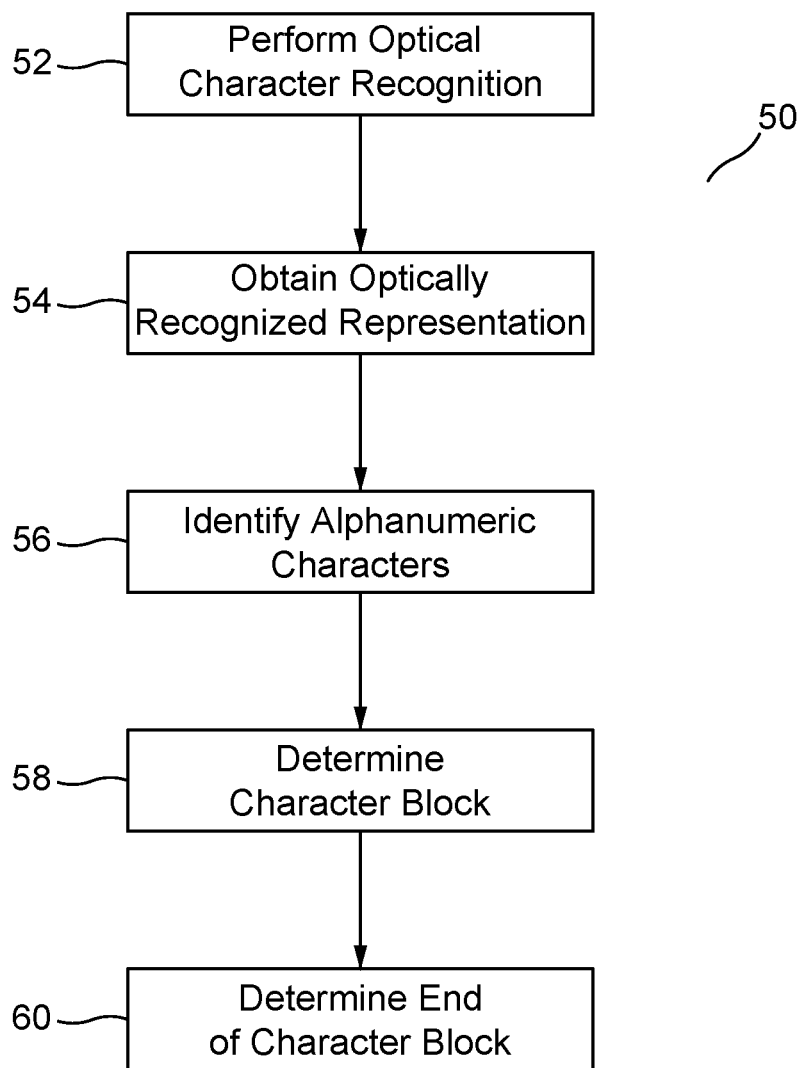 52
Perform Optical
Character Recognition
50
54
Obtain Optically
Recognized Representation
56
Identify Alphanumeric
Characters
58
Determine
Character Block
60
Determine End
of Character Block